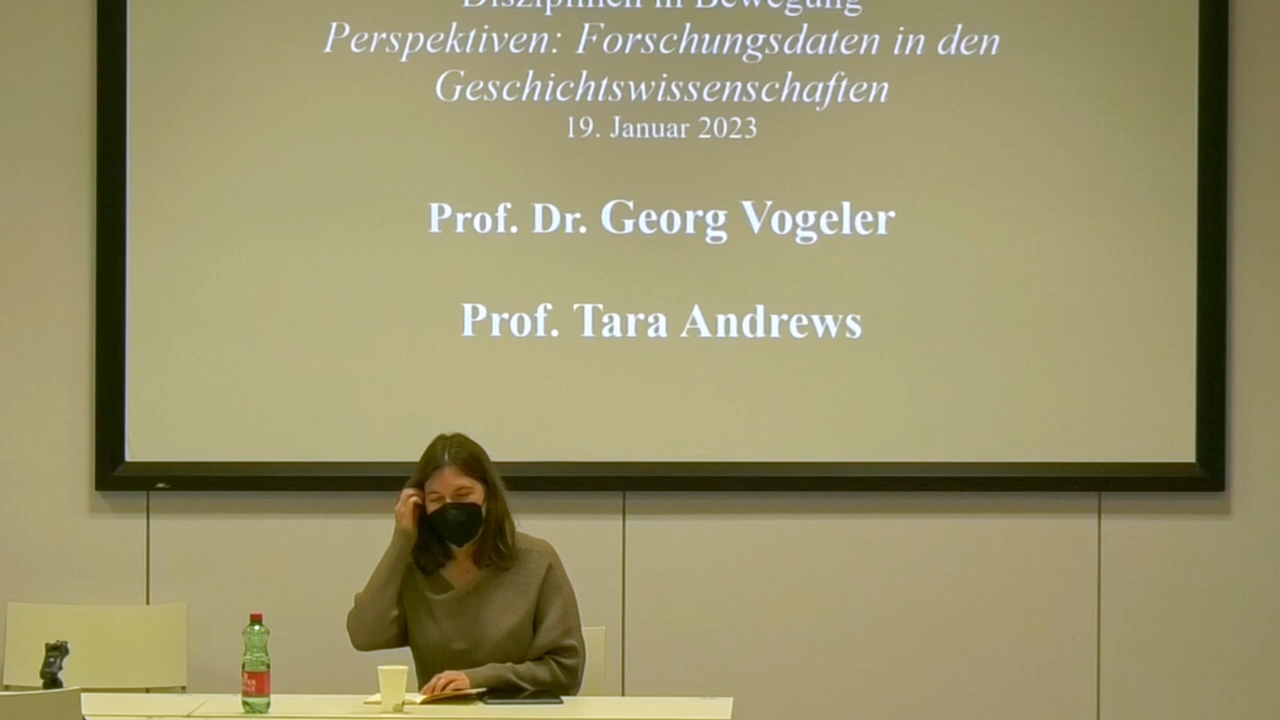 Disziplinen in Bewegung
Perspektiven: Forschungsdaten in den
Geschichtswissenschaften
19. Januar 2023
Prof. Dr. Georg Vogeler
Prof. Tara Andrews